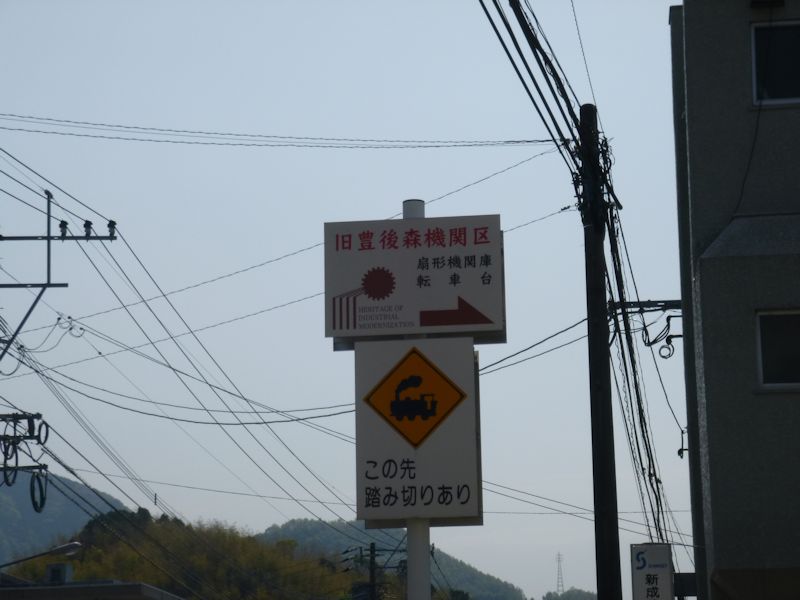 旧豊後森機関区
扇形機関庫
転車台
HERITAGE OF
INDUSTRIAL
MODERNIZATION
この先
踏み切りあり
新成